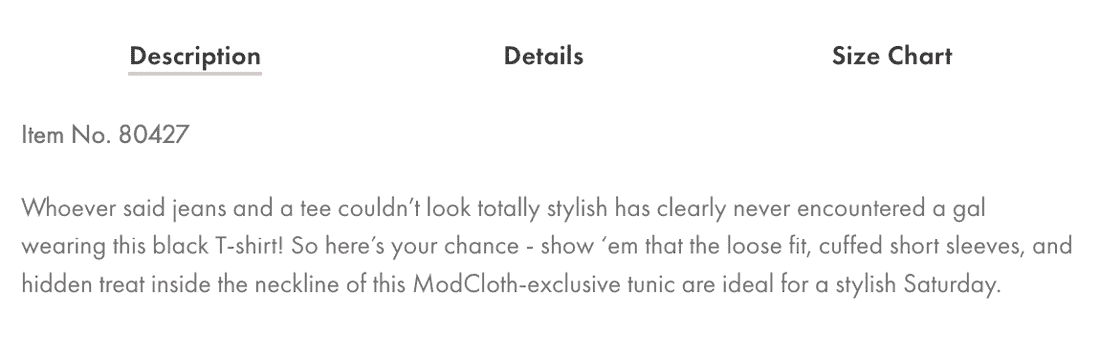 Description Details Size Chart
Item No. 80427
Whoever said jeans and a tee couldn’t look totally stylish has clearly never encountered a gal
wearing this black T-shirt! So here’s your chance - show ‘em that the loose fit, cuffed short sleeves, and
hidden treat inside the neckline of this ModCloth-exclusive tunic are ideal for a stylish Saturday.